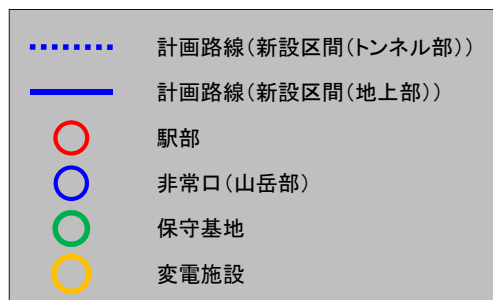 計画路線（新設区間（トンネル部））
計画路線（新設区間（地上部））
駅部
非常口（山岳部）
保守基地
変電施設